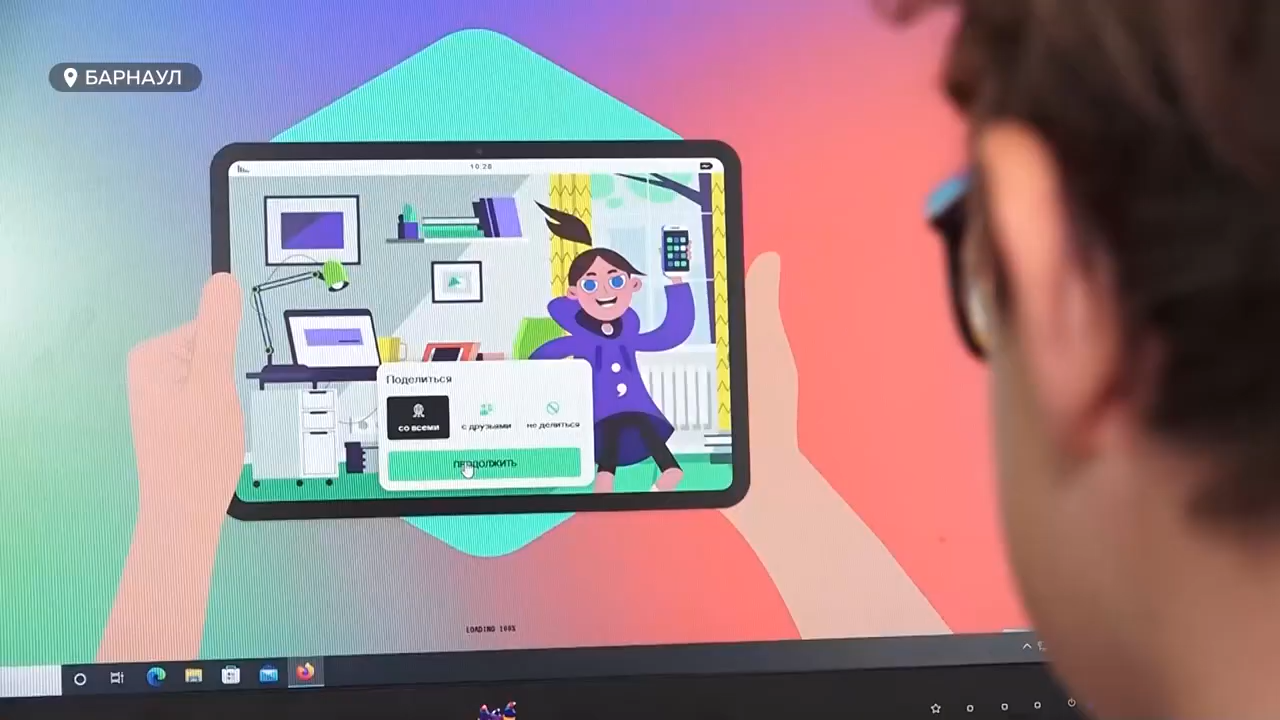 БАРНАУЛ
10:28
Поделиться
со всеми
с друзьями
не делиться
ПРОДОЛЖИТЬ
LOADING 100%